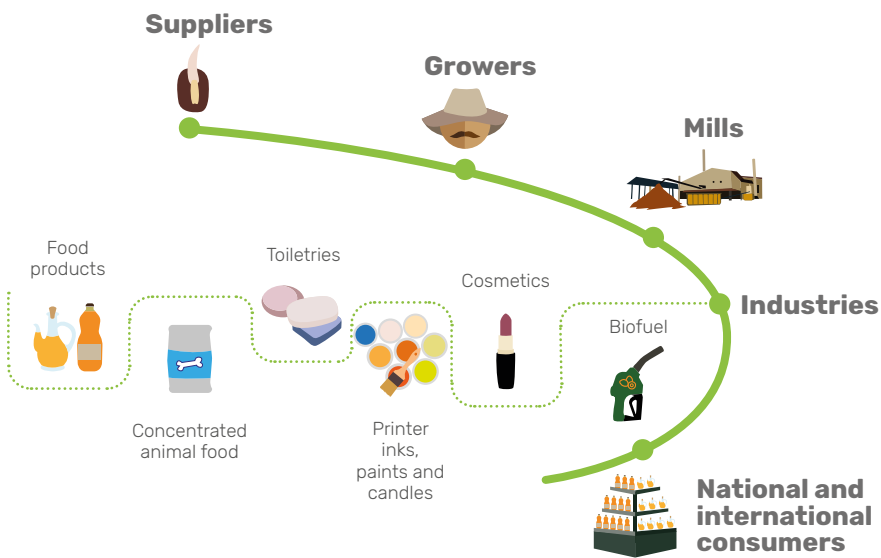 Suppliers
Growers
Mills
Food
products
Toiletries
Cosmetics
Industries
Biofuel
Concentrated
animal food
Printer
inks,
paints and
candles
National and
international
consumers